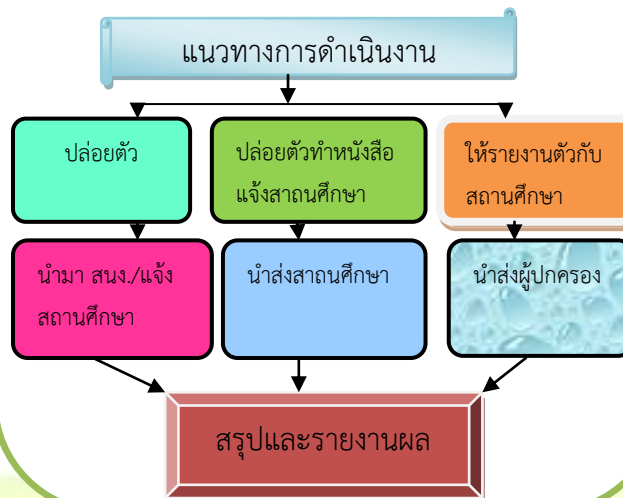 แนวทางการดำเนินงาน
ปล่อยตัว
ปล่อยตัวทำหนังสือ
แจ้งสาถนศึกษา
ให้รายงานตัวกับ
สถานศึกษา
นำมา สนง./แจ้ง
สถานศึกษา
นำส่งสาถนศึกษา
นำส่งผู้ปกครอง
สรุปและรายงานผล